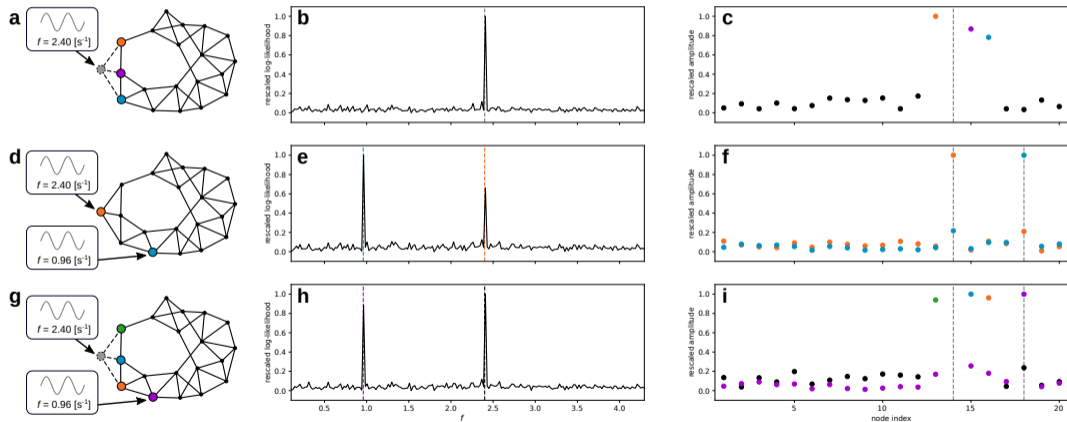 a
f = 2.40 [s⁻¹]
b
rescaled log-likelihood
1.0
0.8
0.6
0.4
0.2
0.0
c
rescaled amplitude
1.0
0.8
0.6
0.4
0.2
0.0
d
f = 2.40 [s⁻¹]
f = 0.96 [s⁻¹]
e
rescaled log-likelihood
1.0
0.8
0.6
0.4
0.2
0.0
f
rescaled amplitude
1.0
0.8
0.6
0.4
0.2
0.0
g
f = 2.40 [s⁻¹]
f = 0.96 [s⁻¹]
h
rescaled log-likelihood
1.0
0.8
0.6
0.4
0.2
0.0
0.5 1.0 1.5 2.0 2.5 3.0 3.5 4.0
f
i
rescaled amplitude
1.0
0.8
0.6
0.4
0.2
0.0
5 10 15 20
node index